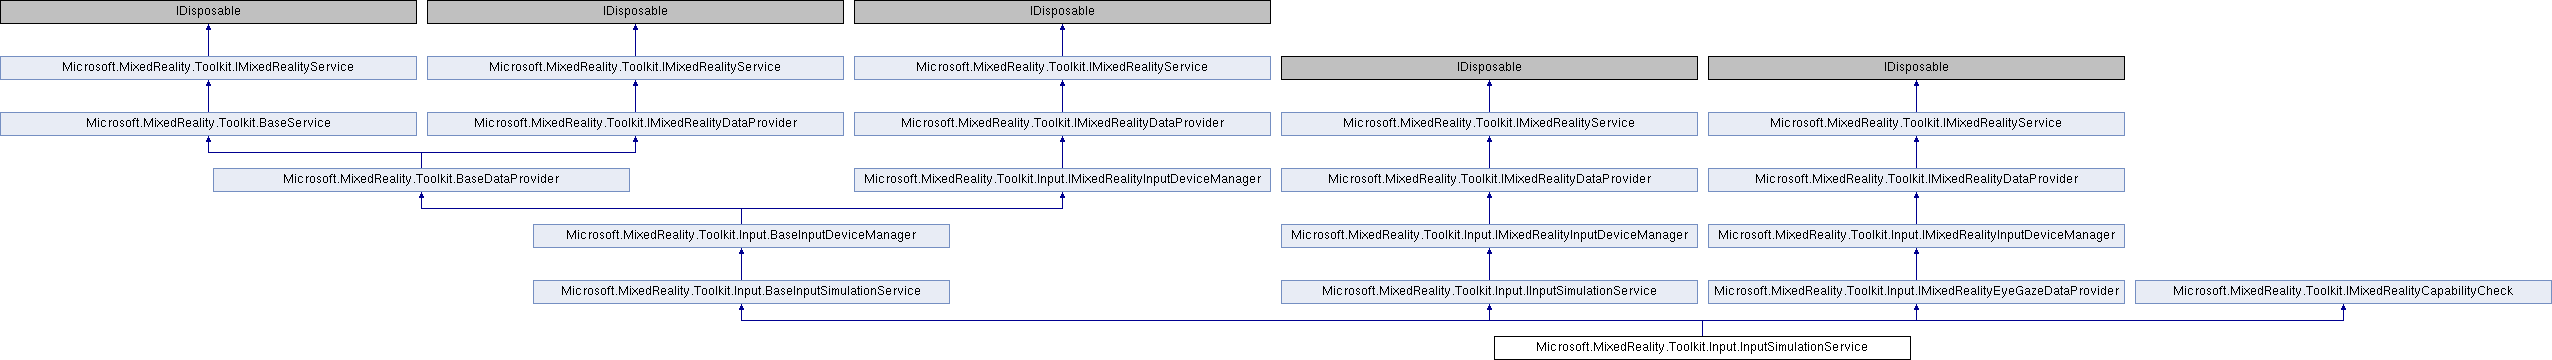 IDisposable
IDisposable
IDisposable
Microsoft.MixedReality.Toolkit.IMixedRealityService
Microsoft.MixedReality.Toolkit.IMixedRealityService
Microsoft.MixedReality.Toolkit.IMixedRealityService
IDisposable
IDisposable
Microsoft.MixedReality.Toolkit.BaseService
Microsoft.MixedReality.Toolkit.IMixedRealityDataProvider
Microsoft.MixedReality.Toolkit.IMixedRealityDataProvider
Microsoft.MixedReality.Toolkit.IMixedRealityService
Microsoft.MixedReality.Toolkit.IMixedRealityService
Microsoft.MixedReality.Toolkit.BaseDataProvider
Microsoft.MixedReality.Toolkit.Input.IMixedRealityInputDeviceManager
Microsoft.MixedReality.Toolkit.IMixedRealityDataProvider
Microsoft.MixedReality.Toolkit.IMixedRealityDataProvider
Microsoft.MixedReality.Toolkit.Input.BaseInputDeviceManager
Microsoft.MixedReality.Toolkit.Input.IMixedRealityInputDeviceManager
Microsoft.MixedReality.Toolkit.Input.IMixedRealityInputDeviceManager
Microsoft.MixedReality.Toolkit.Input.BaseInputSimulationService
Microsoft.MixedReality.Toolkit.Input.IInputSimulationService
Microsoft.MixedReality.Toolkit.Input.IMixedRealityEyeGazeDataProvider
Microsoft.MixedReality.Toolkit.IMixedRealityCapabilityCheck
Microsoft.MixedReality.Toolkit.Input.InputSimulationService